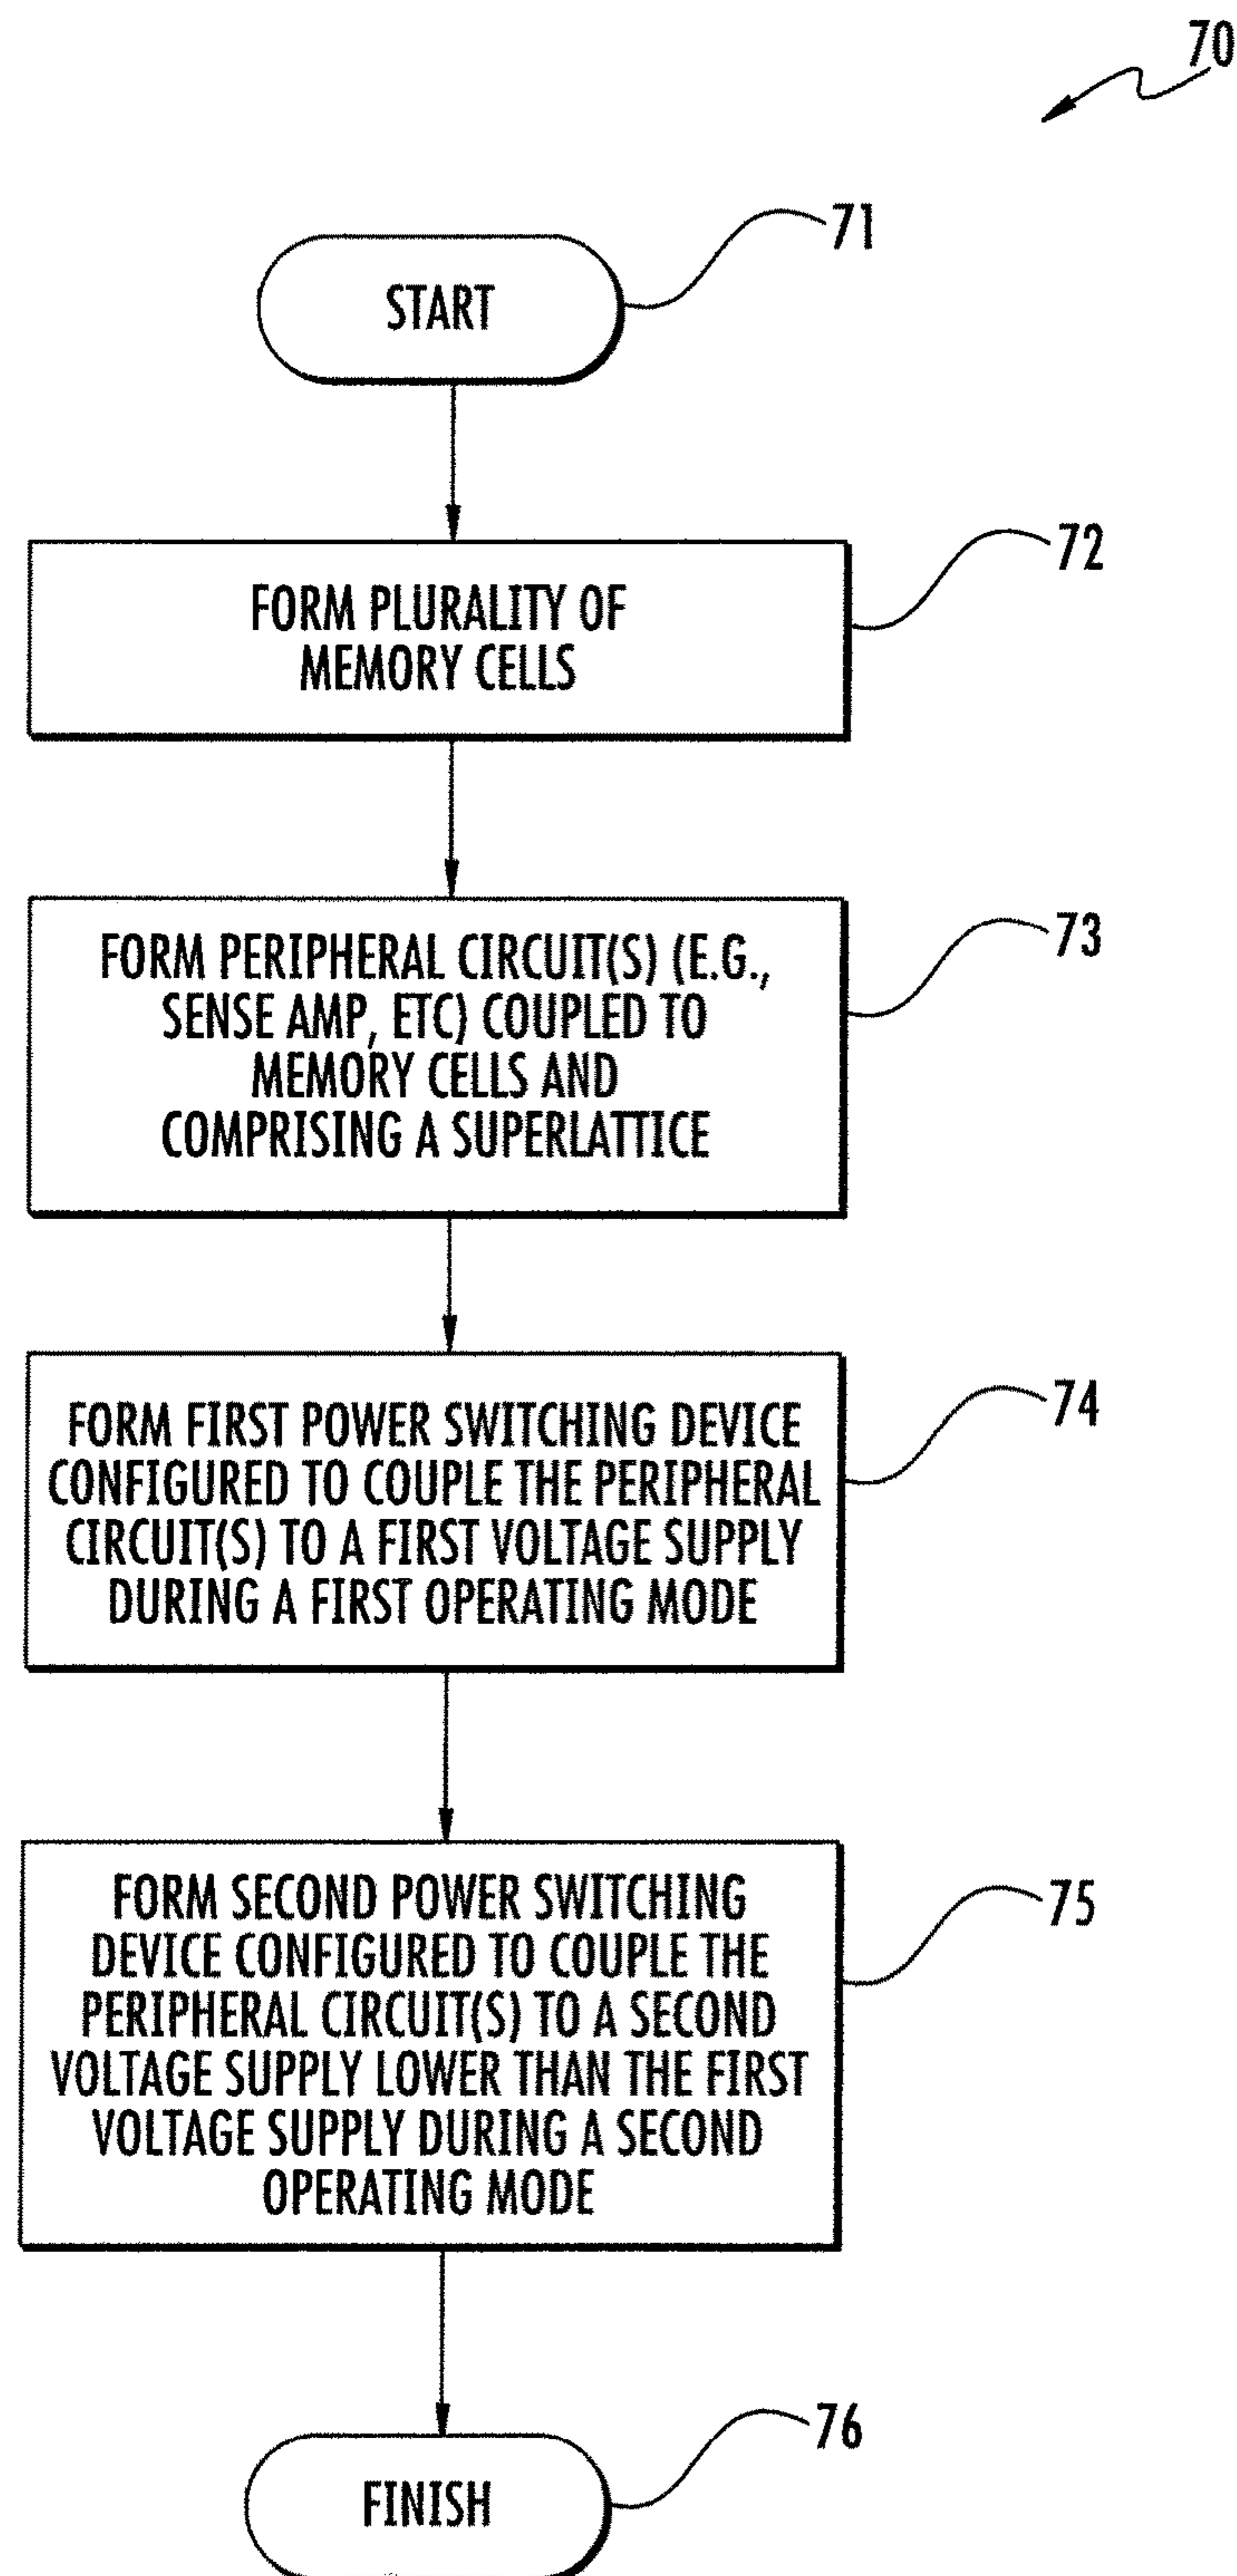 70
START
71
FORM PLURALITY OF
MEMORY CELLS
72
FORM PERIPHERAL CIRCUIT(S) (E.G.,
SENSE AMP, ETC) COUPLED TO
MEMORY CELLS AND
COMPRISING A SUPERLATTICE
73
FORM FIRST POWER SWITCHING DEVICE
CONFIGURED TO COUPLE THE PERIPHERAL
CIRCUIT(S) TO A FIRST VOLTAGE SUPPLY
DURING A FIRST OPERATING MODE
74
FORM SECOND POWER SWITCHING
DEVICE CONFIGURED TO COUPLE THE
PERIPHERAL CIRCUIT(S) TO A SECOND
VOLTAGE SUPPLY LOWER THAN THE FIRST
VOLTAGE SUPPLY DURING A SECOND
OPERATING MODE
75
FINISH
76